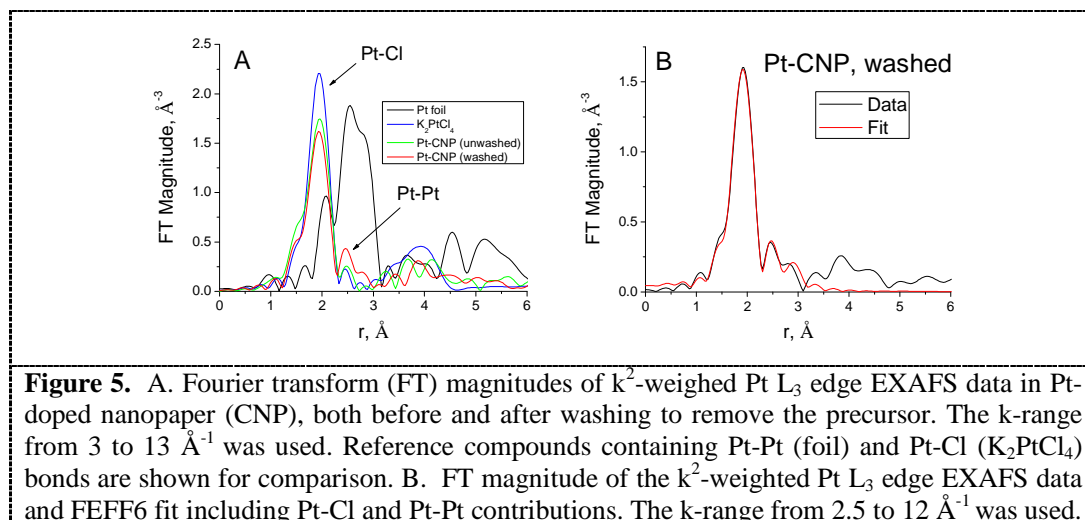 A
Pt-Cl
Pt-Pt
Pt foil
K₂PtCl₄
Pt-CNP (unwashed)
Pt-CNP (washed)
FT Magnitude, Å⁻³
2.5
2.0
1.5
1.0
0.5
0.0
0 1 2 3 4 5 6
r, Å
B
Pt-CNP, washed
Data
Fit
FT Magnitude, Å⁻³
1.5
1.0
0.5
0.0
0 1 2 3 4 5 6
r, Å
Figure 5. A. Fourier transform (FT) magnitudes of k²-weighed Pt L₃ edge EXAFS data in Pt-
doped nanopaper (CNP), both before and after washing to remove the precursor. The k-range
from 3 to 13 Å⁻¹ was used. Reference compounds containing Pt-Pt (foil) and Pt-Cl (K₂PtCl₄)
bonds are shown for comparison. B. FT magnitude of the k²-weighted Pt L₃ edge EXAFS data
and FEFF6 fit including Pt-Cl and Pt-Pt contributions. The k-range from 2.5 to 12 Å⁻¹ was used.